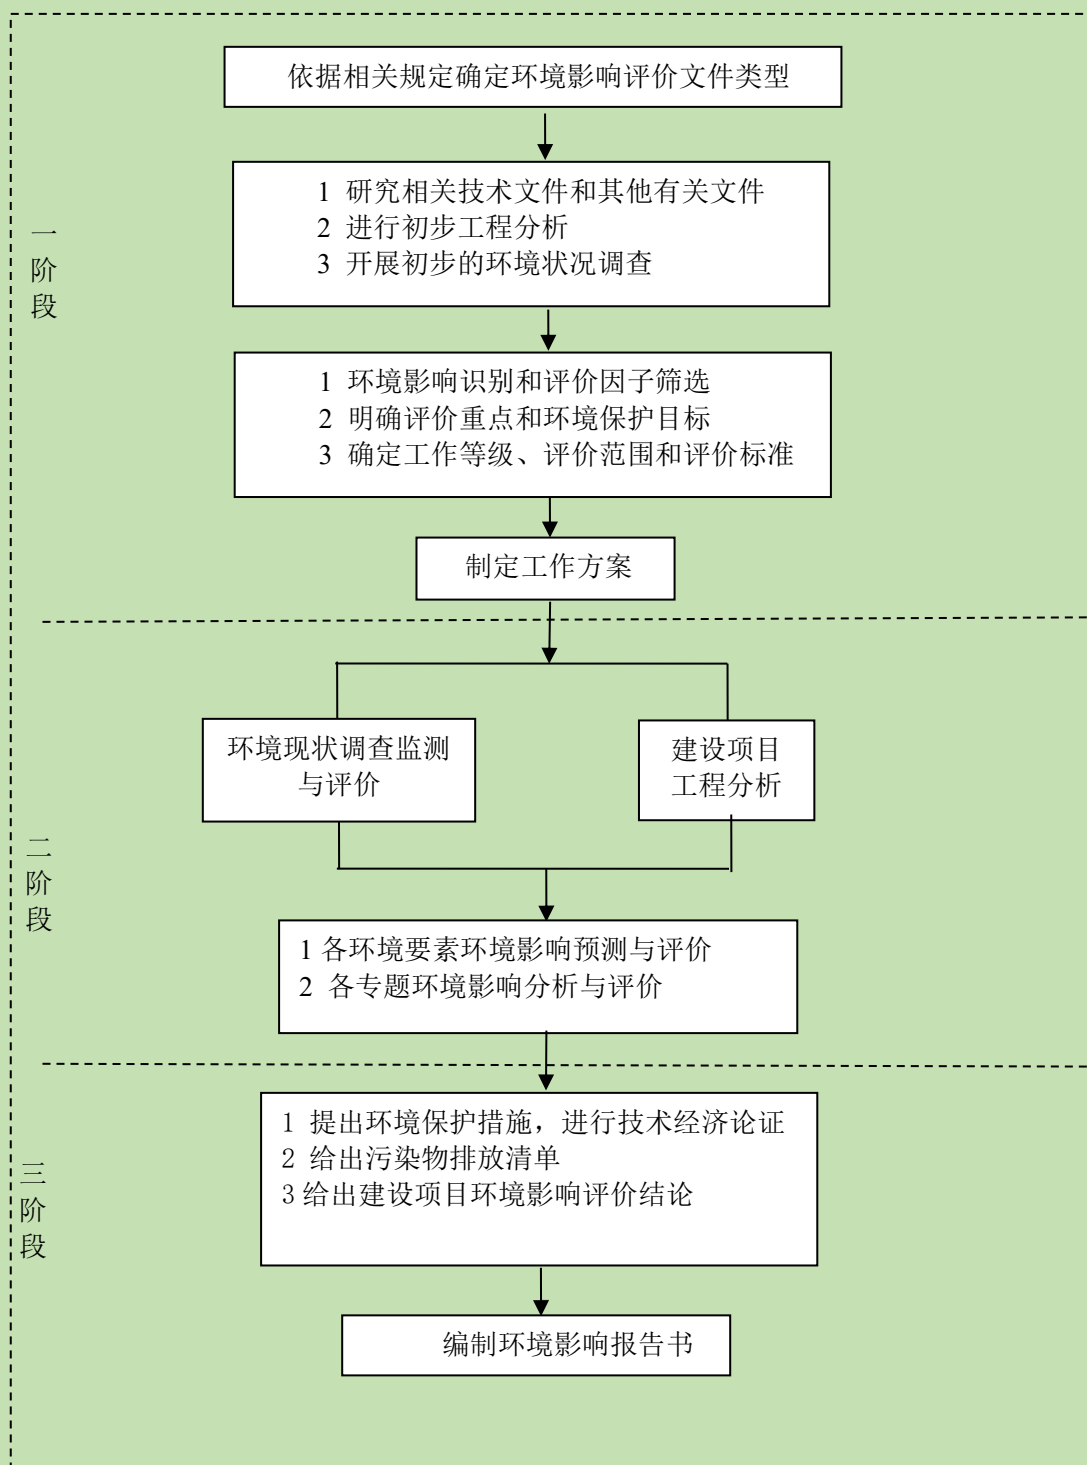 依据相关规定确定环境影响评价文件类型
1 研究相关技术文件和其他有关文件
2 进行初步工程分析
3 开展初步的环境状况调查
一
阶
段
1 环境影响识别和评价因子筛选
2 明确评价重点和环境保护目标
3 确定工作等级、评价范围和评价标准
制定工作方案
环境现状调查监测
与评价
建设项目
工程分析
二
阶
段
1 各环境要素环境影响预测与评价
2 各专题环境影响分析与评价
1 提出环境保护措施，进行技术经济论证
2 给出污染物排放清单
3 给出建设项目环境影响评价结论
三
阶
段
编制环境影响报告书